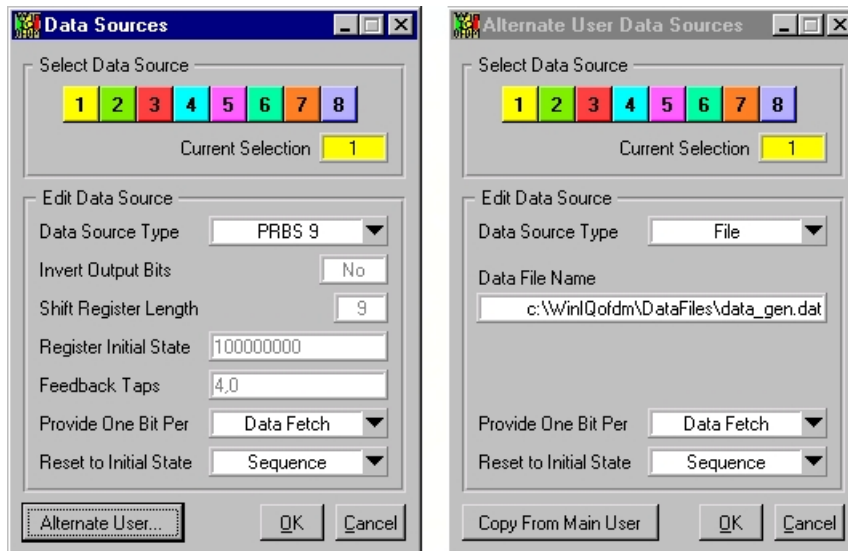 Data Sources
Select Data Source
1 2 3 4 5 6 7 8
Current Selection 1
Edit Data Source
Data Source Type PRBS 9
Invert Output Bits No
Shift Register Length 9
Register Initial State 100000000
Feedback Taps 4,0
Provide One Bit Per Data Fetch
Reset to Initial State Sequence
Alternate User... OK Cancel
Alternate User Data Sources
Select Data Source
1 2 3 4 5 6 7 8
Current Selection 1
Edit Data Source
Data Source Type File
Data File Name
c:\WinIQofdm\DataFiles\data_gen.dat
Provide One Bit Per Data Fetch
Reset to Initial State Sequence
Copy From Main User OK Cancel